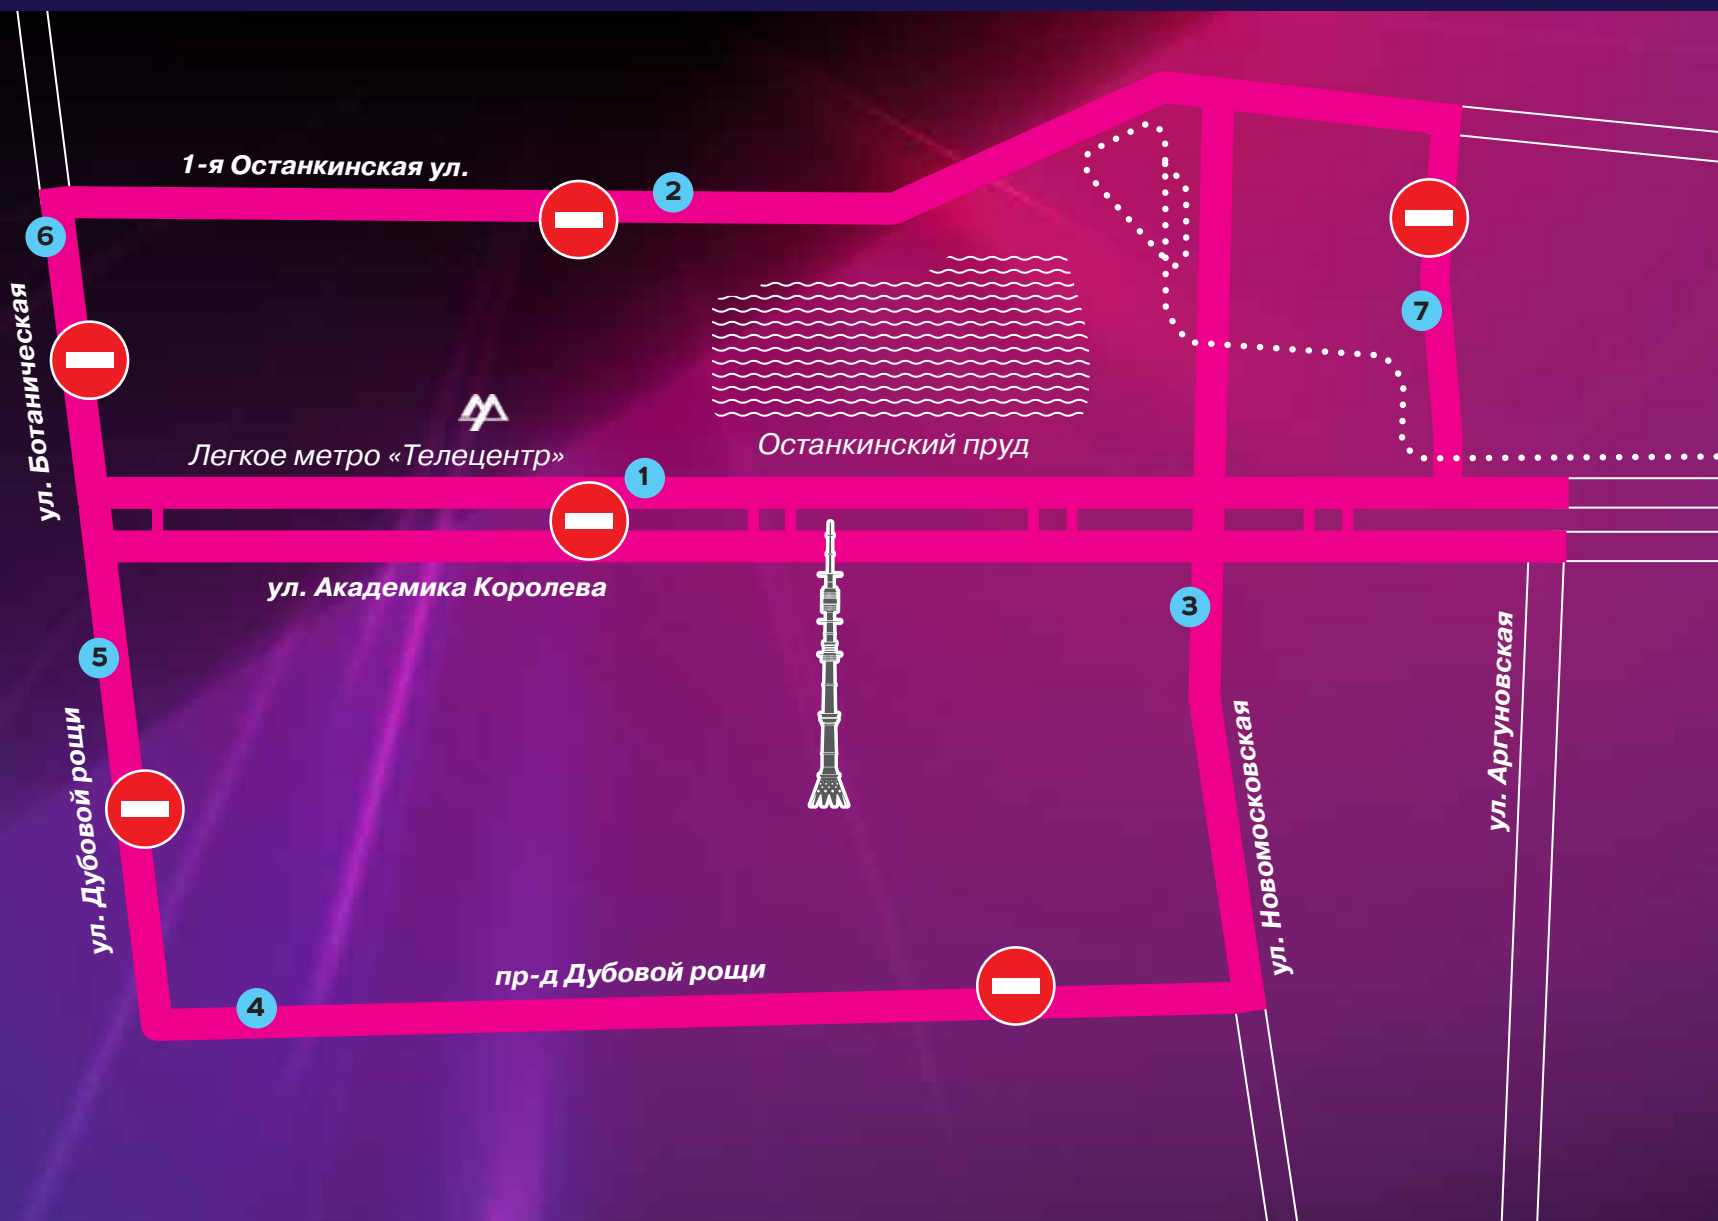 1-я Останкинская ул.
2
6
7
ул. Ботаническая
Легкое метро «Телецентр»
Останкинский пруд
1
ул. Академика Королева
3
5
ул. Дубовой рощи
ул. Новомосковская
ул. Аргуновская
пр-д Дубовой рощи
4